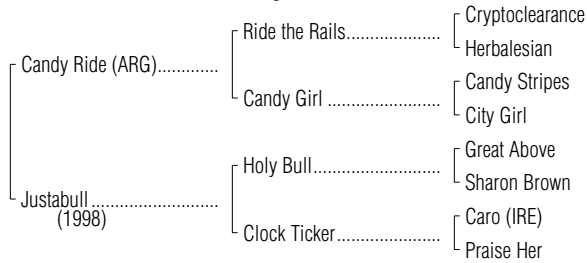 Cryptoclearance
Ride the Rails....................
Herbalesian
Candy Ride (ARG).............
Candy Stripes
Candy Girl ........................
City Girl
Great Above
Holy Bull...........................
Sharon Brown
Justabull ...........................
(1998)
Caro (IRE)
Clock Ticker......................
Praise Her